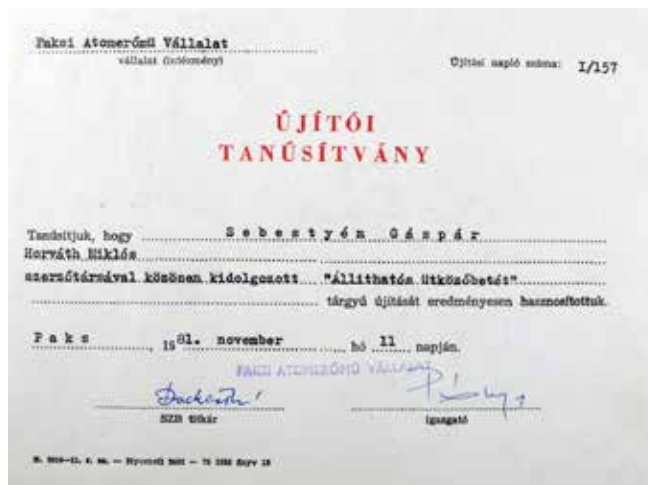 Paksi Atomerőmű Vállalat
vállalat (intézmény)
Újítási napló száma: I/157
ÚJÍTÓI
TANÚSÍTVÁNY
Tanúsítjuk, hogy Sebestyén Gáspár
Horváth Miklós
szerzőtársával közösen kidolgozott "Állítható ütközőbetét"
tárgyú újítását eredményesen hasznosítottuk.
Paks, 1981. november hó 11 napján.
PAKSI ATOMERŐMŰ VÁLLALAT
SZB titkár
igazgató